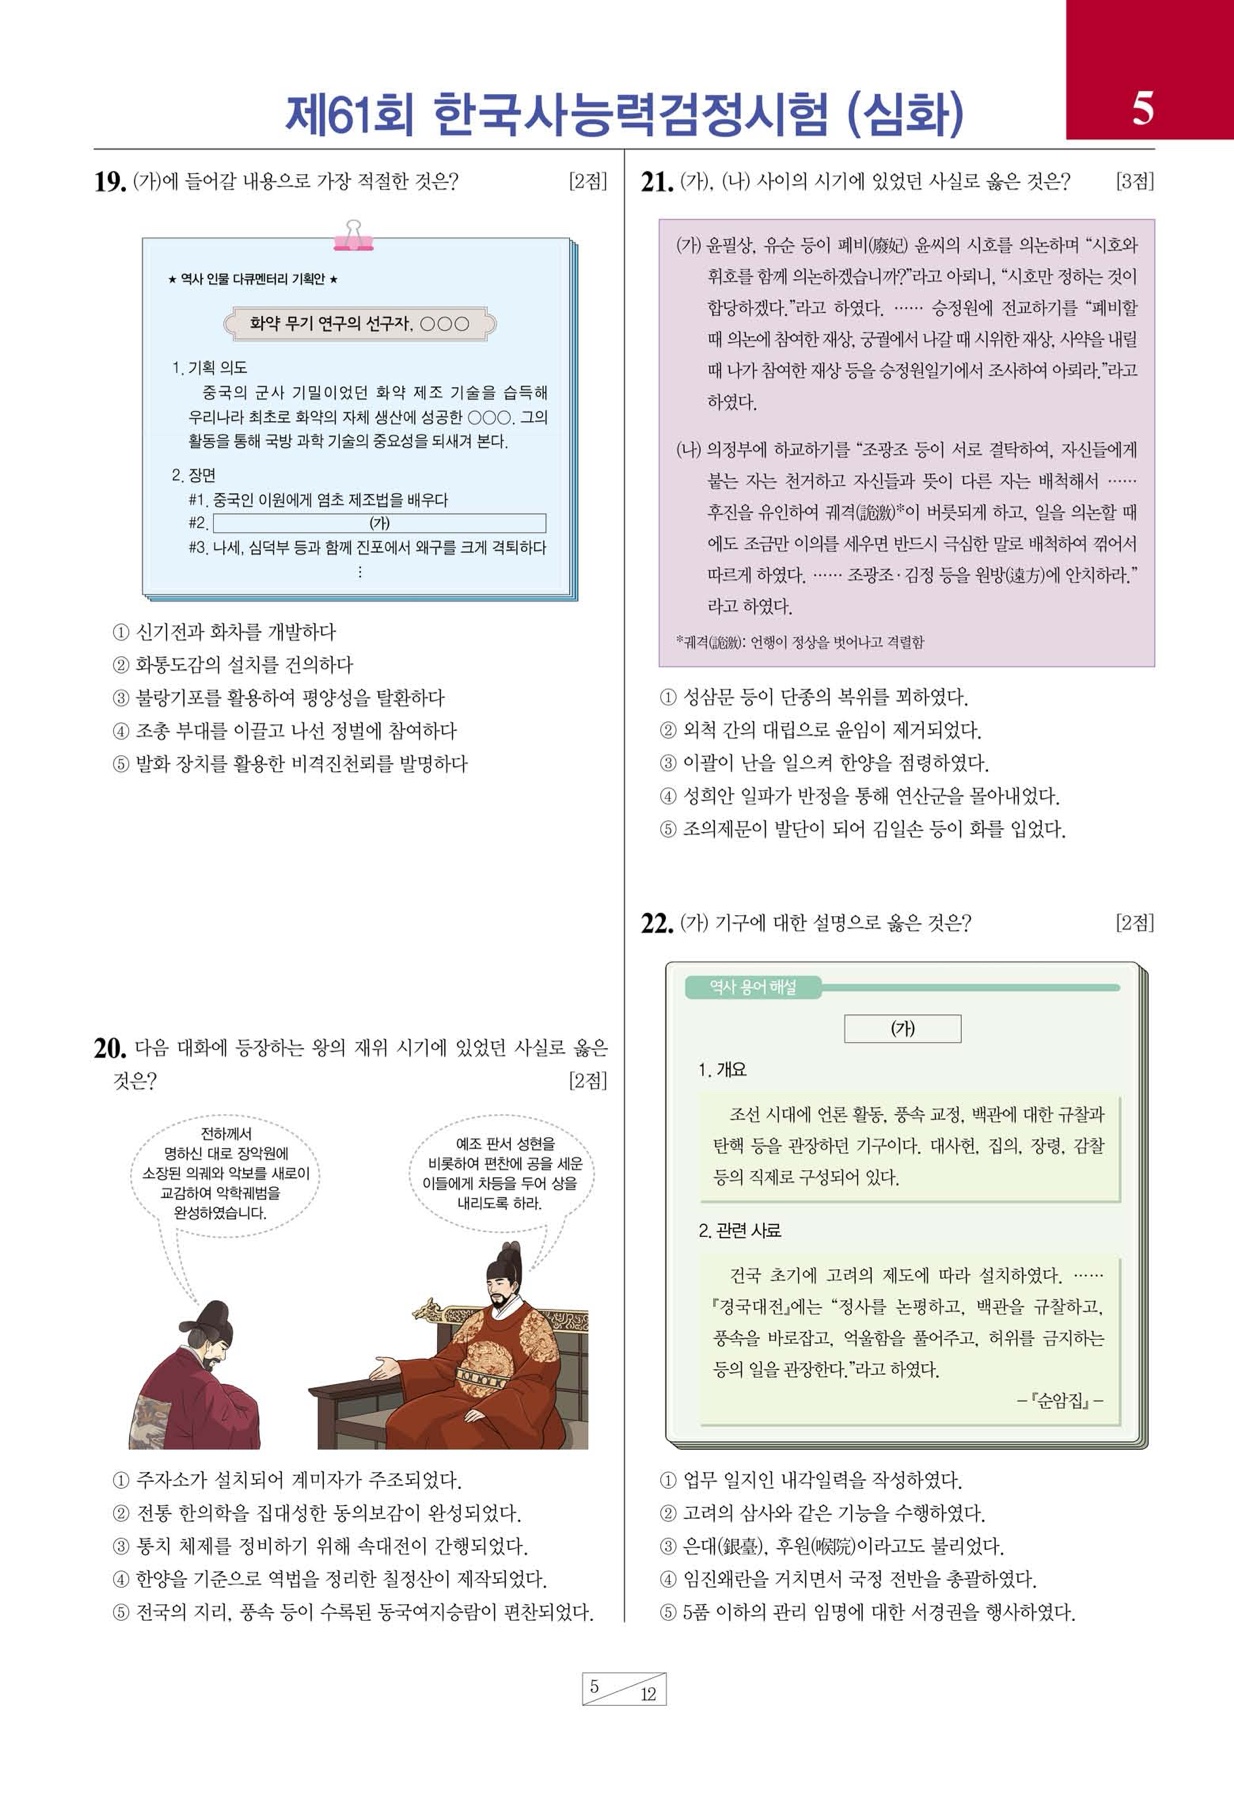 제61회 한국사능력검정시험 (심화)
5
19. (가)에 들어갈 내용으로 가장 적절한 것은? [2점]
★ 역사 인물 다큐멘터리 기획안 ★
화약 무기 연구의 선구자, ○○○
1. 기획 의도
중국의 군사 기밀이었던 화약 제조 기술을 습득해
우리나라 최초로 화약의 자체 생산에 성공한 ○○○. 그의
활동을 통해 국방 과학 기술의 중요성을 되새겨 본다.
2. 장면
#1. 중국인 이원에게 염초 제조법을 배우다
#2. (가)
#3. 나세, 심덕부 등과 함께 진포에서 왜구를 크게 격퇴하다
⋮
① 신기전과 화차를 개발하다
② 화통도감의 설치를 건의하다
③ 불랑기포를 활용하여 평양성을 탈환하다
④ 조총 부대를 이끌고 나선 정벌에 참여하다
⑤ 발화 장치를 활용한 비격진천뢰를 발명하다
20. 다음 대화에 등장하는 왕의 재위 시기에 있었던 사실로 옳은
것은? [2점]
전하께서
명하신 대로 장악원에
소장된 의궤와 악보를 새로이
교감하여 악학궤범을
완성하였습니다.
예조 판서 성현을
비롯하여 편찬에 공을 세운
이들에게 차등을 두어 상을
내리도록 하라.
① 주자소가 설치되어 계미자가 주조되었다.
② 전통 한의학을 집대성한 동의보감이 완성되었다.
③ 통치 체제를 정비하기 위해 속대전이 간행되었다.
④ 한양을 기준으로 역법을 정리한 칠정산이 제작되었다.
⑤ 전국의 지리, 풍속 등이 수록된 동국여지승람이 편찬되었다.
21. (가), (나) 사이의 시기에 있었던 사실로 옳은 것은? [3점]
(가) 윤필상, 유순 등이 폐비(廢妃) 윤씨의 시호를 의논하며 “시호와
휘호를 함께 의논하겠습니까?”라고 아뢰니, “시호만 정하는 것이
합당하겠다.”라고 하였다. …… 승정원에 전교하기를 “폐비할
때 의논에 참여한 재상, 궁궐에서 나갈 때 시위한 재상, 사약을 내릴
때 나가 참여한 재상 등을 승정원일기에서 조사하여 아뢰라.”라고
하였다.
(나) 의정부에 하교하기를 “조광조 등이 서로 결탁하여, 자신들에게
붙는 자는 천거하고 자신들과 뜻이 다른 자는 배척해서 ……
후진을 유인하여 궤격(詭激)*이 버릇되게 하고, 일을 의논할 때
에도 조금만 이의를 세우면 반드시 극심한 말로 배척하여 꺾어서
따르게 하였다. …… 조광조·김정 등을 원방(遠方)에 안치하라.”
라고 하였다.
*궤격(詭激): 언행이 정상을 벗어나고 격렬함
① 성삼문 등이 단종의 복위를 꾀하였다.
② 외척 간의 대립으로 윤임이 제거되었다.
③ 이괄이 난을 일으켜 한양을 점령하였다.
④ 성희안 일파가 반정을 통해 연산군을 몰아내었다.
⑤ 조의제문이 발단이 되어 김일손 등이 화를 입었다.
22. (가) 기구에 대한 설명으로 옳은 것은? [2점]
역사 용어 해설
(가)
1. 개요
조선 시대에 언론 활동, 풍속 교정, 백관에 대한 규찰과
탄핵 등을 관장하던 기구이다. 대사헌, 집의, 장령, 감찰
등의 직제로 구성되어 있다.
2. 관련 사료
건국 초기에 고려의 제도에 따라 설치하였다. ……
『경국대전』에는 “정사를 논평하고, 백관을 규찰하고,
풍속을 바로잡고, 억울함을 풀어주고, 허위를 금지하는
등의 일을 관장한다.”라고 하였다.
－『순암집』－
① 업무 일지인 내각일력을 작성하였다.
② 고려의 삼사와 같은 기능을 수행하였다.
③ 은대(銀臺), 후원(喉院)이라고도 불리었다.
④ 임진왜란을 거치면서 국정 전반을 총괄하였다.
⑤ 5품 이하의 관리 임명에 대한 서경권을 행사하였다.
5 / 12